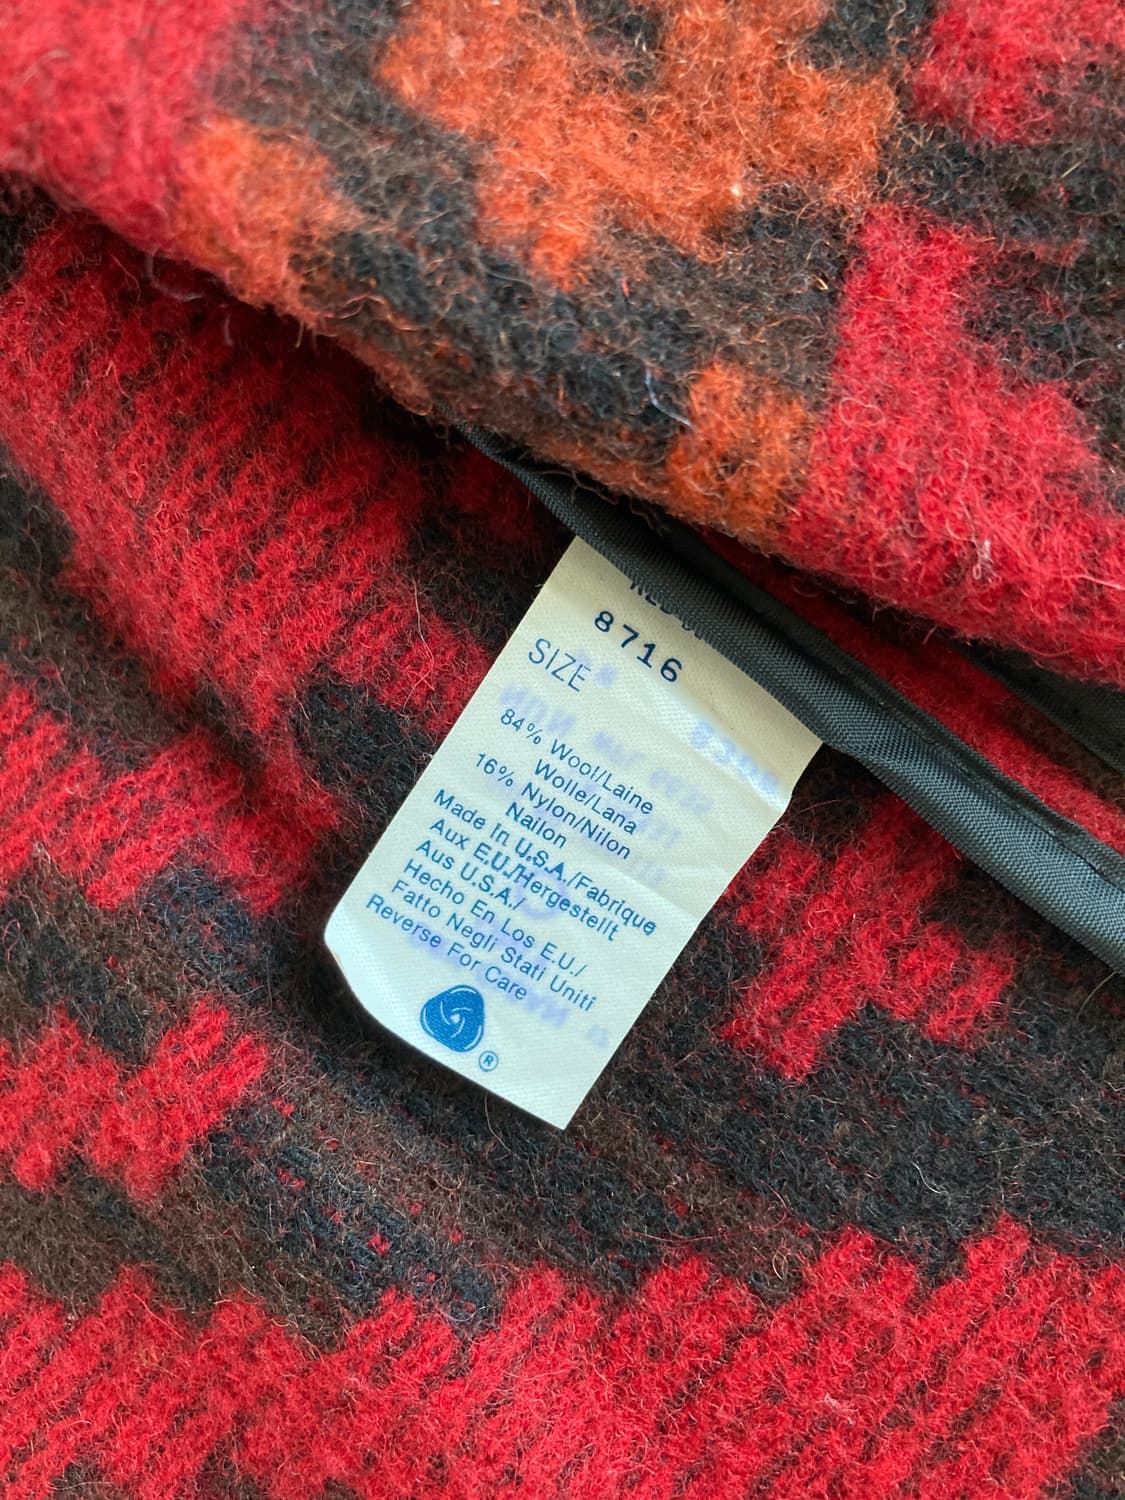 8716
SIZE
84% Wool/Laine
Wolle/Lana
16% Nylon/Nilon
Nailon
Made In U.S.A./Fabrique
Aux E.U./Hergestellt
Aus U.S.A./
Hecho En Los E.U./
Fatto Negli Stati Uniti
Reverse For Care
®